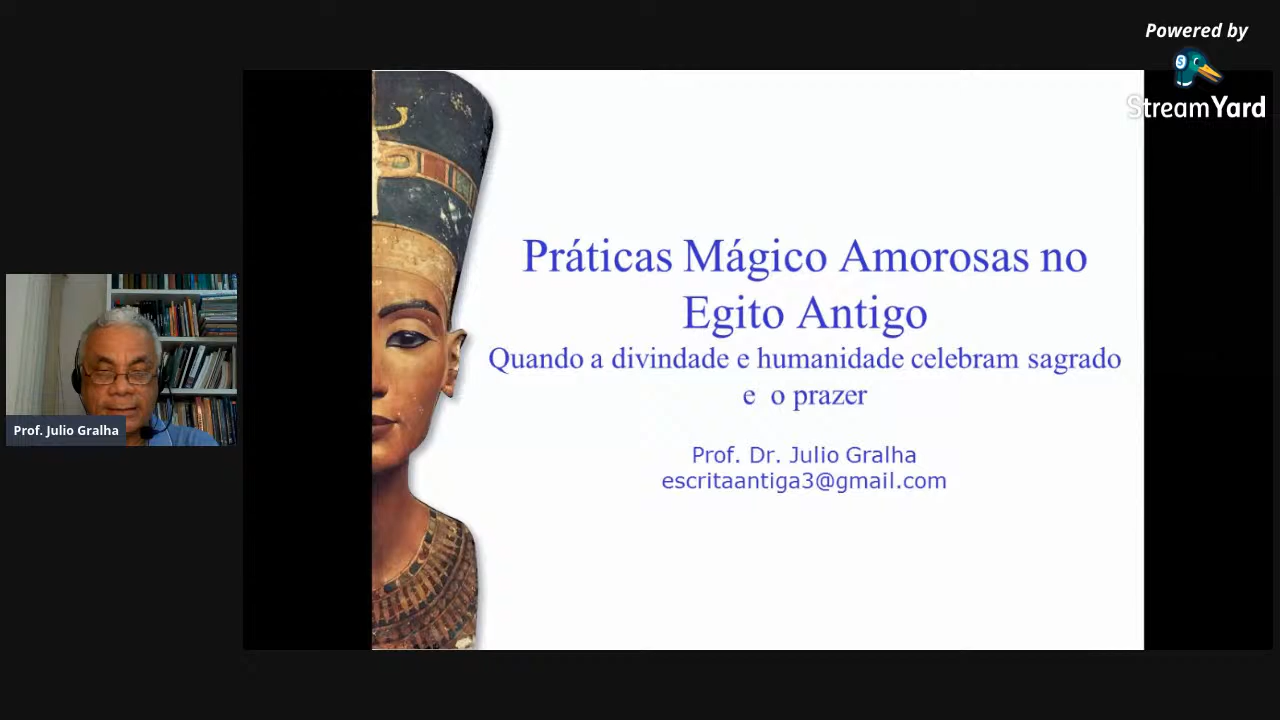 Powered by
StreamYard
Práticas Mágico Amorosas no
Egito Antigo
Quando a divindade e humanidade celebram sagrado
e o prazer
Prof. Dr. Julio Gralha
escritaantiga3@gmail.com
Prof. Julio Gralha